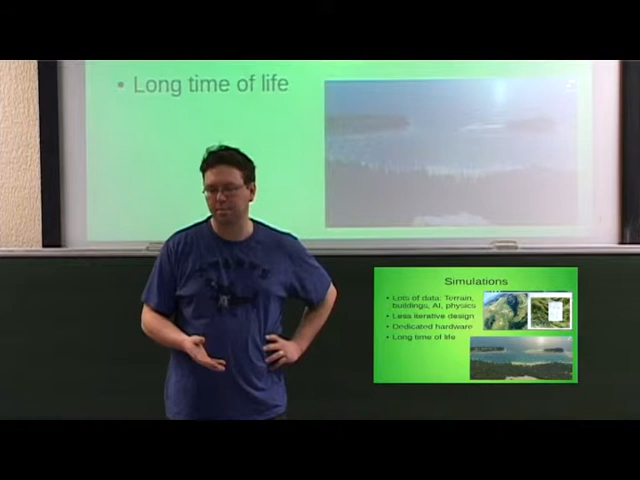 • Long time of life
Simulations
• Lots of data: Terrain,
buildings, AI, physics
• Less iterative design
• Dedicated hardware
• Long time of life